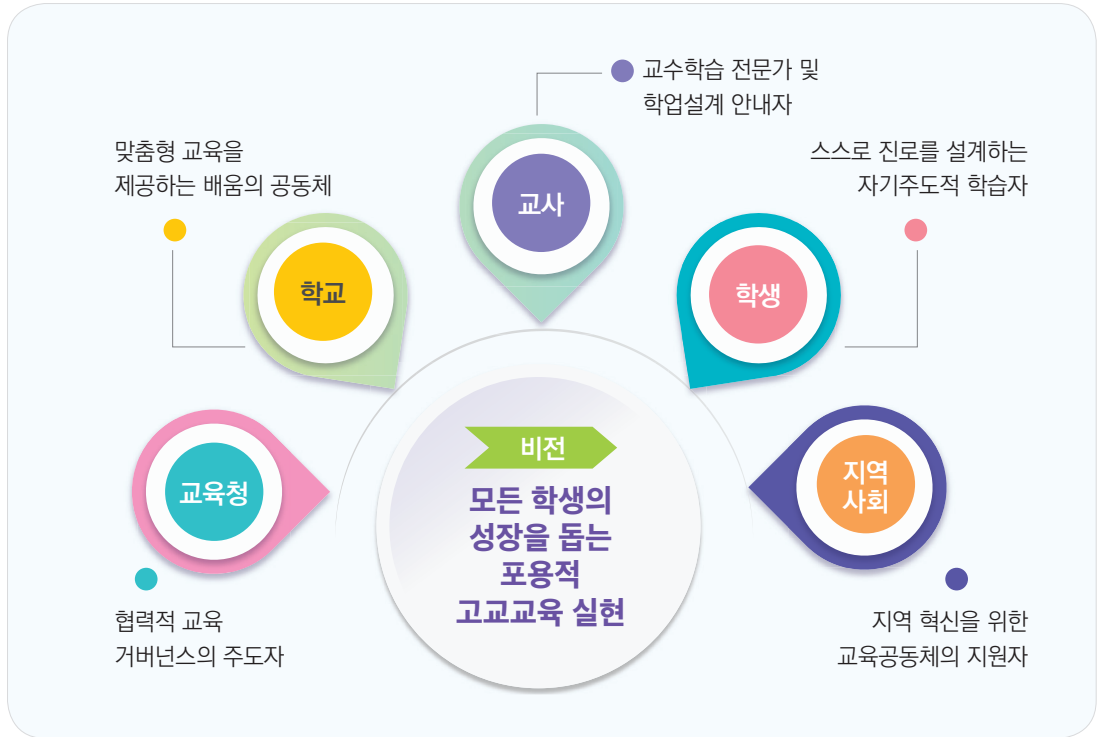 교수학습 전문가 및
학업설계 안내자
교사
맞춤형 교육을
제공하는 배움의 공동체
학교
스스로 진로를 설계하는
자기주도적 학습자
학생
교육청
협력적 교육
거버넌스의 주도자
비전
모든 학생의
성장을 돕는
포용적
고교교육 실현
지역
사회
지역 혁신을 위한
교육공동체의 지원자